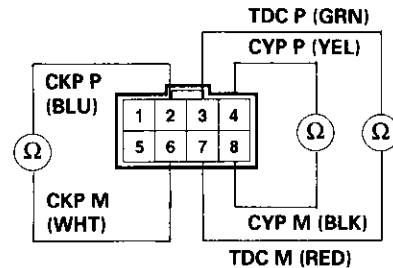 TDC P (GRN)
CYP P (YEL)
CKP P
(BLU)
1 2 3 4
5 6 7 8
Ω Ω Ω
CKP M
(WHT)
CYP M (BLK)
TDC M (RED)